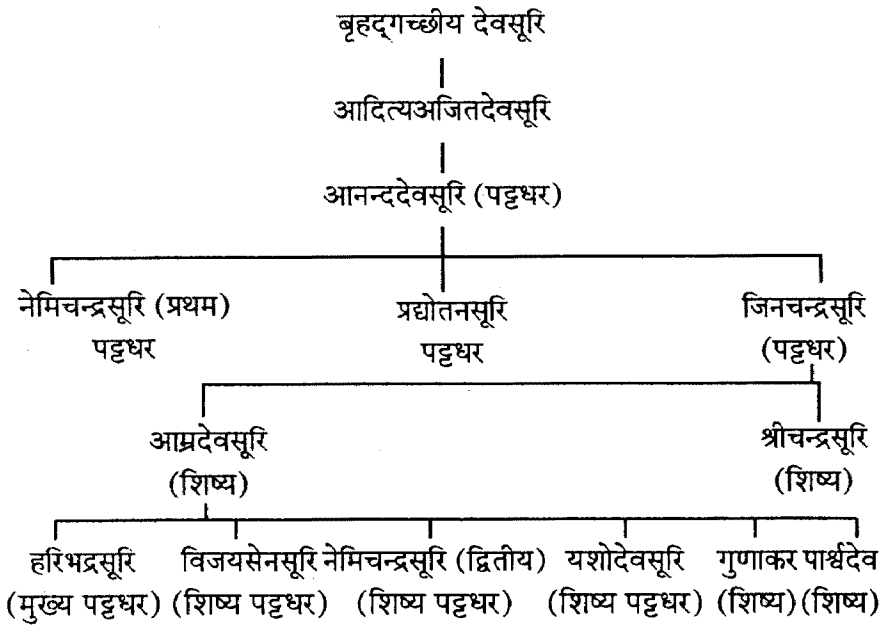 बृहद्गच्छीय देवसूरि
आदित्यअजितदेवसूरि
आनन्ददेवसूरि (पट्टधर)
नेमिचन्द्रसूरि (प्रथम) प्रद्योतनसूरि जिनचन्द्रसूरि
पट्टधर पट्टधर (पट्टधर)
आम्रदेवसूरि श्रीचन्द्रसूरि
(शिष्य) (शिष्य)
हरिभद्रसूरि विजयसेनसूरि नेमिचन्द्रसूरि (द्वितीय) यशोदेवसूरि गुणाकर पार्श्वदेव
(मुख्य पट्टधर) (शिष्य पट्टधर) (शिष्य पट्टधर) (शिष्य पट्टधर) (शिष्य) (शिष्य)